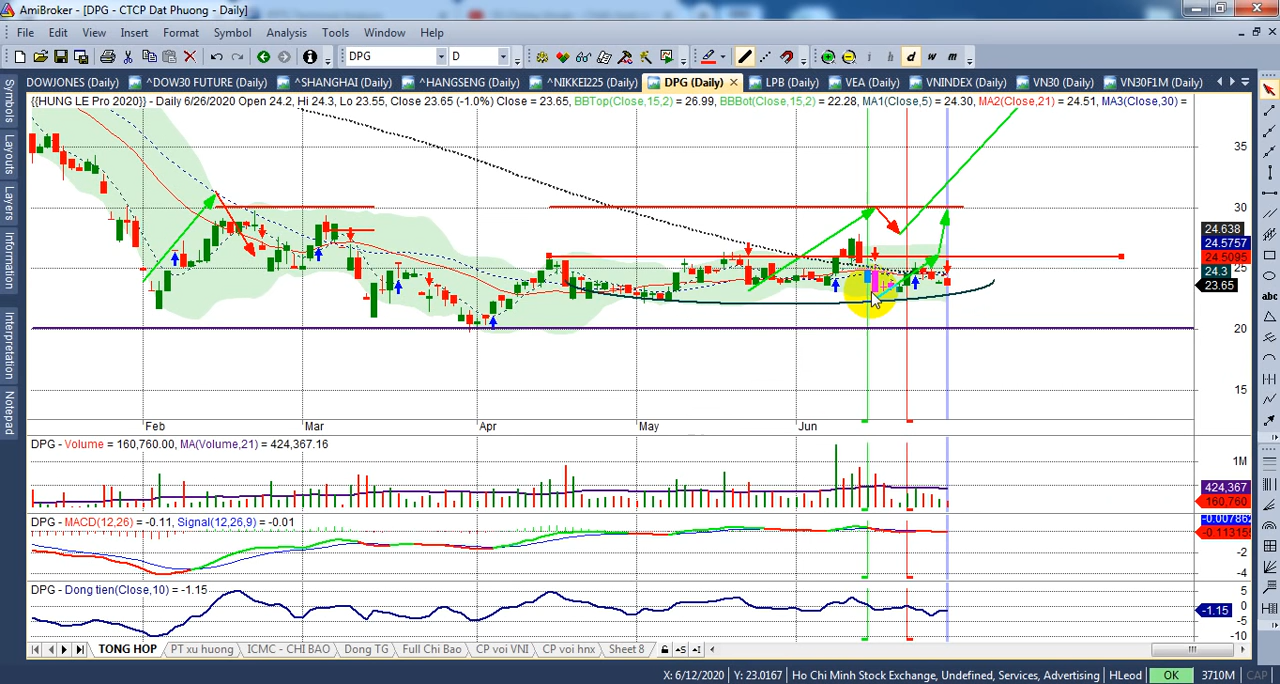 AmiBroker - [DPG - CTCP Dat Phuong - Daily]
File Edit View Insert Format Symbol Analysis Tools Window Help
DPG D
i h d w m
DOWJONES (Daily) ^DOW30 FUTURE (Daily) ^SHANGHAI (Daily) ^HANGSENG (Daily) ^NIKKEI225 (Daily) DPG (Daily) LPB (Daily) VEA (Daily) VNINDEX (Daily) VN30 (Daily) VN30F1M (Daily)
{{HUNG LE Pro 2020}} - Daily 6/26/2020 Open 24.2, Hi 24.3, Lo 23.55, Close 23.65 (-1.0%) Close = 23.65, BBTop(Close,15,2) = 26.99, BBBot(Close,15,2) = 22.28, MA1(Close,5) = 24.30, MA2(Close,21) = 24.51, MA3(Close,30) =
Symbols
Layouts
Layers
Information
Interpretation
Notepad
35
30
24.638
24.5757
24.5095
25
24.3
23.65
20
15
Feb Mar Apr May Jun
DPG - Volume = 160,760.00, MA(Volume,21) = 424,367.16
1M
424,367
160,760
DPG - MACD(12,26) = -0.11, Signal(12,26,9) = -0.01
-0.007862
-0.113155
-2
-4
DPG - Dong tien(Close,10) = -1.15
5
0
-1.15
-5
-10
TONG HOP PT xu huong ICMC - CHI BAO Dong TG Full Chi Bao CP voi VNI CP voi hnx Sheet 8
X: 6/12/2020 Y: 23.0167 Ho Chi Minh Stock Exchange, Undefined, Services, Advertising HLeod OK 3710M CAP
abc